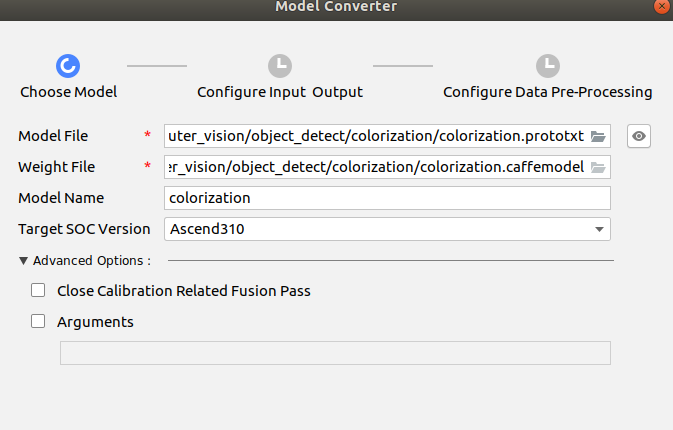 Model Converter
Choose Model
Configure Input Output
Configure Data Pre-Processing
Model File * uter_vision/object_detect/colorization/colorization.prototxt
Weight File * er_vision/object_detect/colorization/colorization.caffemodel
Model Name colorization
Target SOC Version Ascend310
Advanced Options :
Close Calibration Related Fusion Pass
Arguments